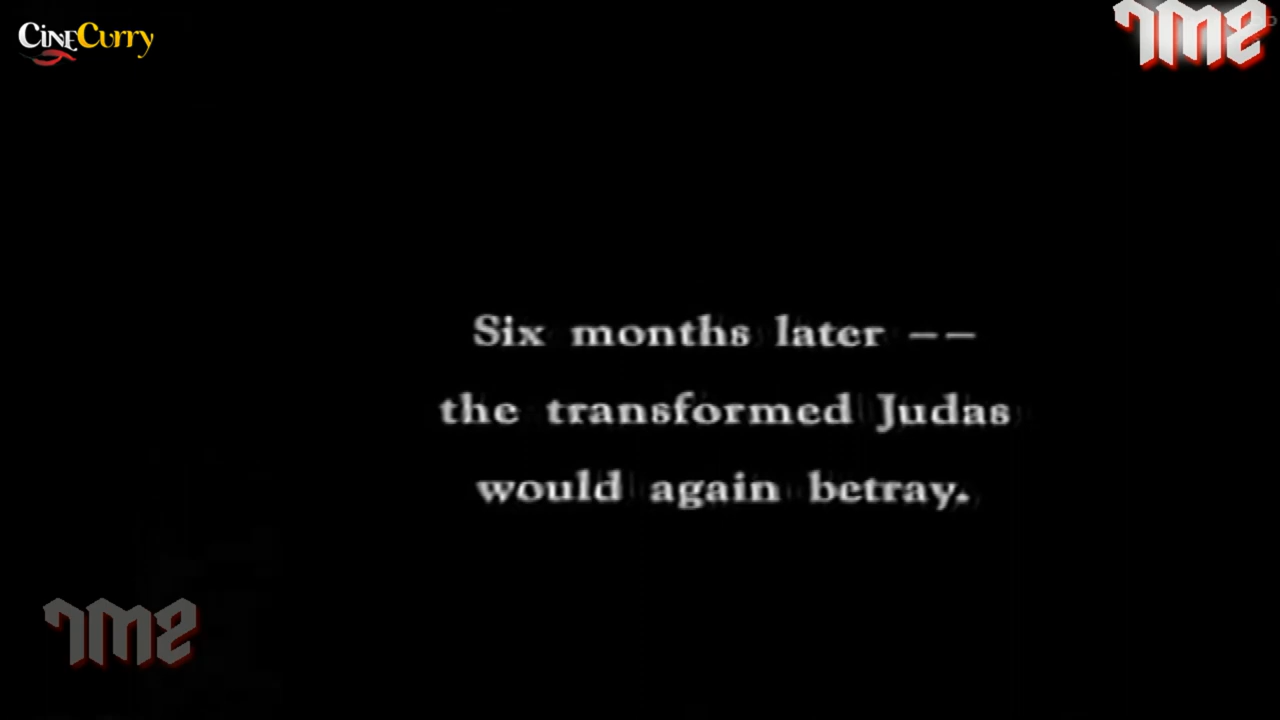 CineCurry
Six months later --
the transformed Judas
would again betray.